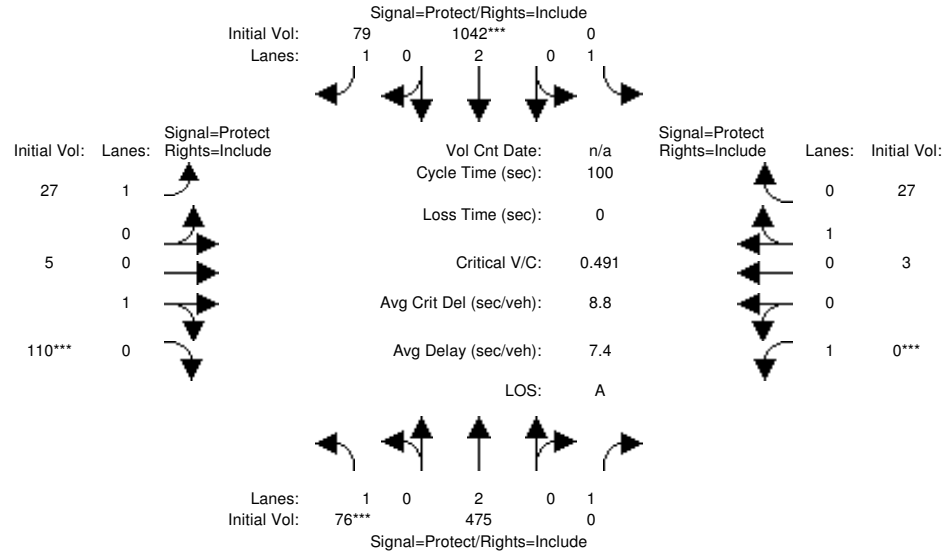 Signal=Protect/Rights=Include
Initial Vol: 79 1042*** 0
Lanes: 1 0 2 0 1
Signal=Protect
Rights=Include
Signal=Protect
Rights=Include
Initial Vol: Lanes: Vol Cnt Date: n/a Lanes: Initial Vol:
Cycle Time (sec): 100
27 1 0 27
Loss Time (sec): 0
0 1
5 0 Critical V/C: 0.491 0 3
1 Avg Crit Del (sec/veh): 8.8 0
110*** 0 Avg Delay (sec/veh): 7.4 1 0***
LOS: A
Lanes: 1 0 2 0 1
Initial Vol: 76*** 475 0
Signal=Protect/Rights=Include